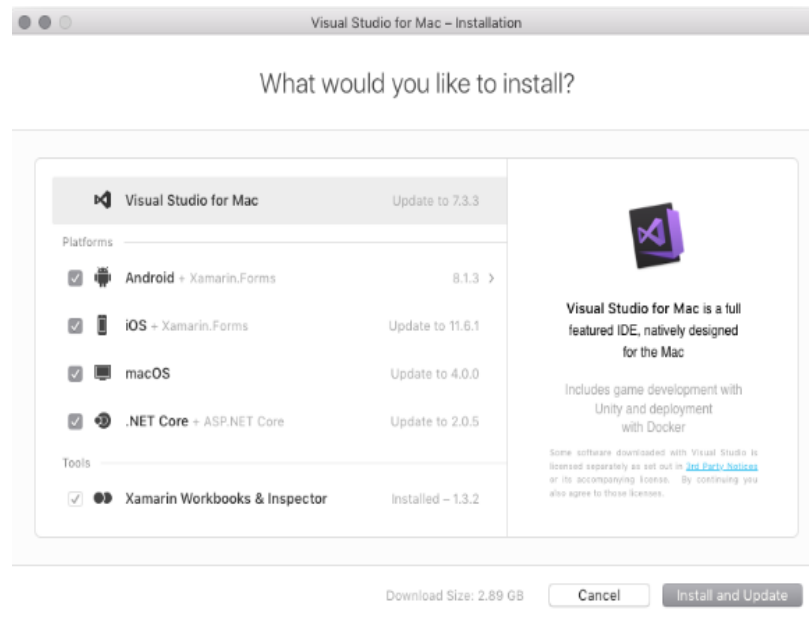 Visual Studio for Mac – Installation
What would you like to install?
Visual Studio for Mac Update to 7.3.3
Platforms
Android + Xamarin.Forms 8.1.3 >
iOS + Xamarin.Forms Update to 11.6.1
macOS Update to 4.0.0
.NET Core + ASP.NET Core Update to 2.0.5
Tools
Xamarin Workbooks & Inspector Installed – 1.3.2
Visual Studio for Mac is a full
featured IDE, natively designed
for the Mac
Includes game development with
Unity and deployment
with Docker
Some software downloaded with Visual Studio is
licensed separately as set out in 3rd Party Notices
or its accompanying license. By continuing you
also agree to those licenses.
Download Size: 2.89 GB Cancel Install and Update